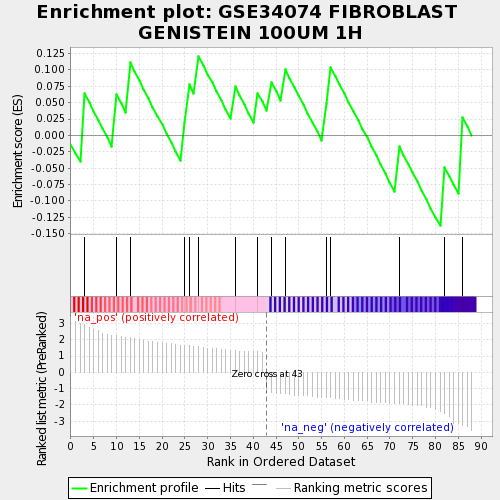 Enrichment plot: GSE34074 FIBROBLAST
GENISTEIN 100UM 1H
Enrichment score (ES)
0.125
0.100
0.075
0.050
0.025
0.000
-0.025
-0.050
-0.075
-0.100
-0.125
-0.150
'na_pos' (positively correlated)
Ranked list metric (PreRanked)
3
2
1
0
-1
-2
-3
Zero cross at 43
'na_neg' (negatively correlated)
0 5 10 15 20 25 30 35 40 45 50 55 60 65 70 75 80 85 90
Rank in Ordered Dataset
Enrichment profile Hits Ranking metric scores